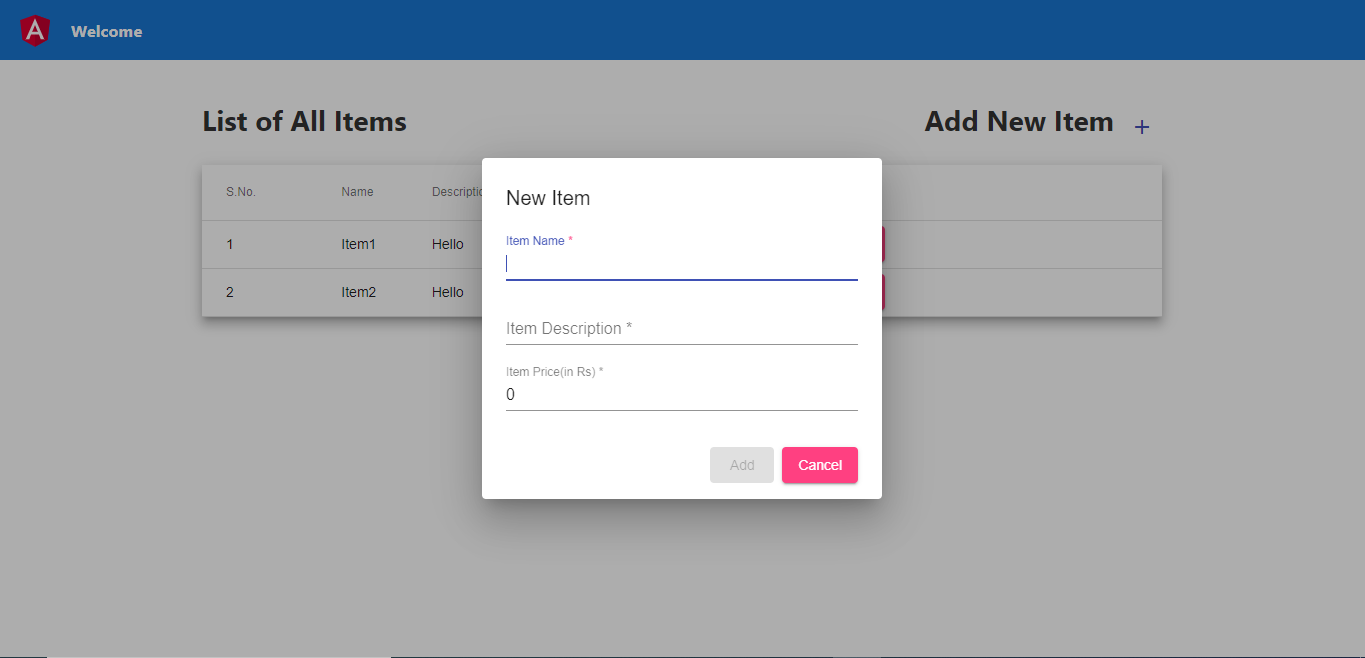 Welcome
List of All Items
Add New Item +
S.No. Name Descriptio
1 Item1 Hello
2 Item2 Hello
New Item
Item Name *
Item Description *
Item Price(in Rs) *
0
Add Cancel